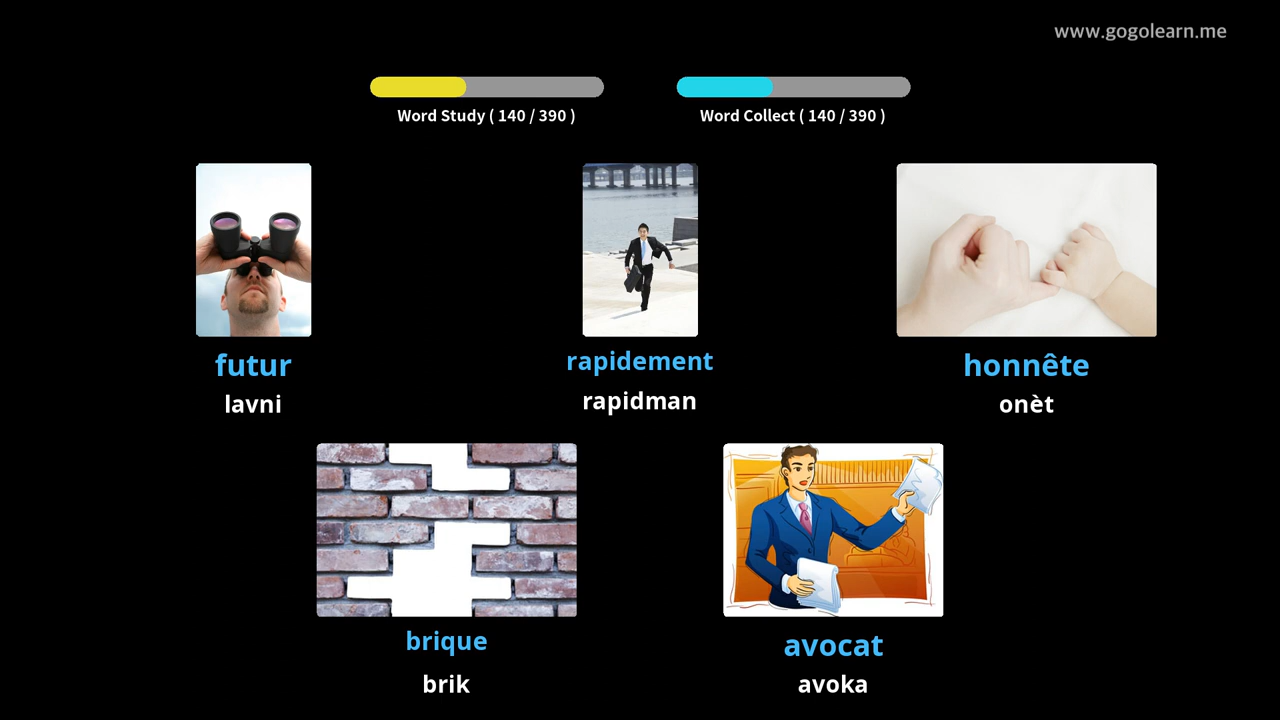 www.gogolearn.me
Word Study ( 140 / 390 )
Word Collect ( 140 / 390 )
futur
lavni
rapidement
rapidman
honnête
onèt
brique
brik
avocat
avoka